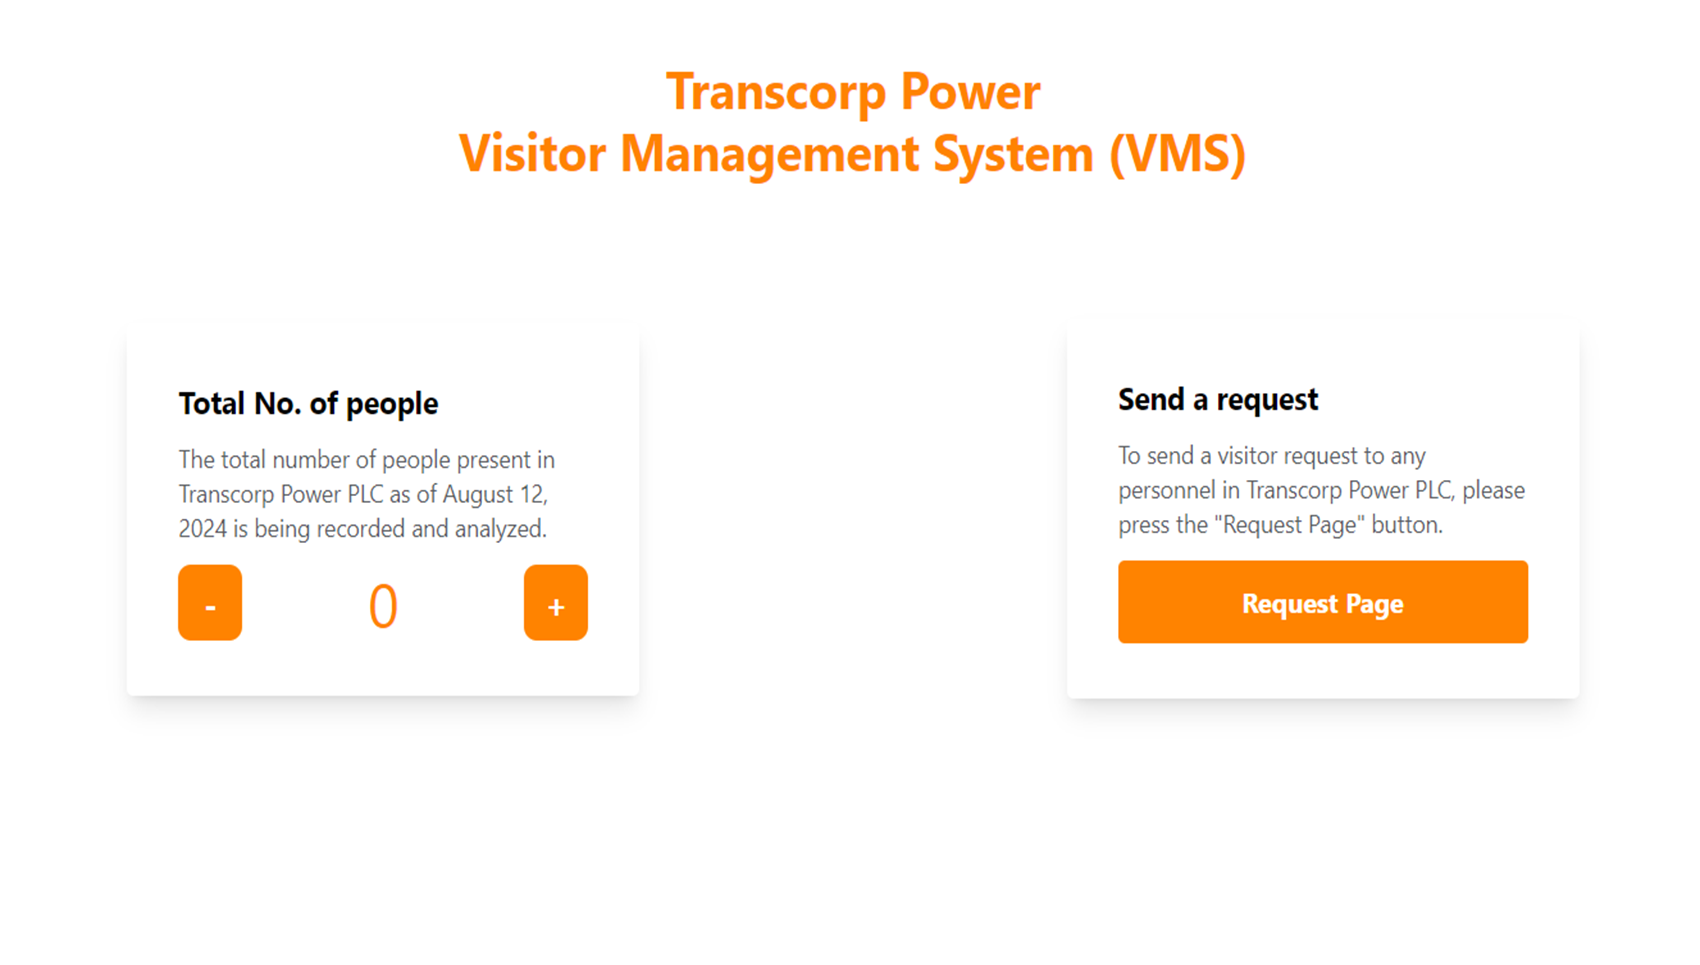 Transcorp Power
Visitor Management System (VMS)
Total No. of people
The total number of people present in
Transcorp Power PLC as of August 12,
2024 is being recorded and analyzed.
- 0 +
Send a request
To send a visitor request to any
personnel in Transcorp Power PLC, please
press the "Request Page" button.
Request Page